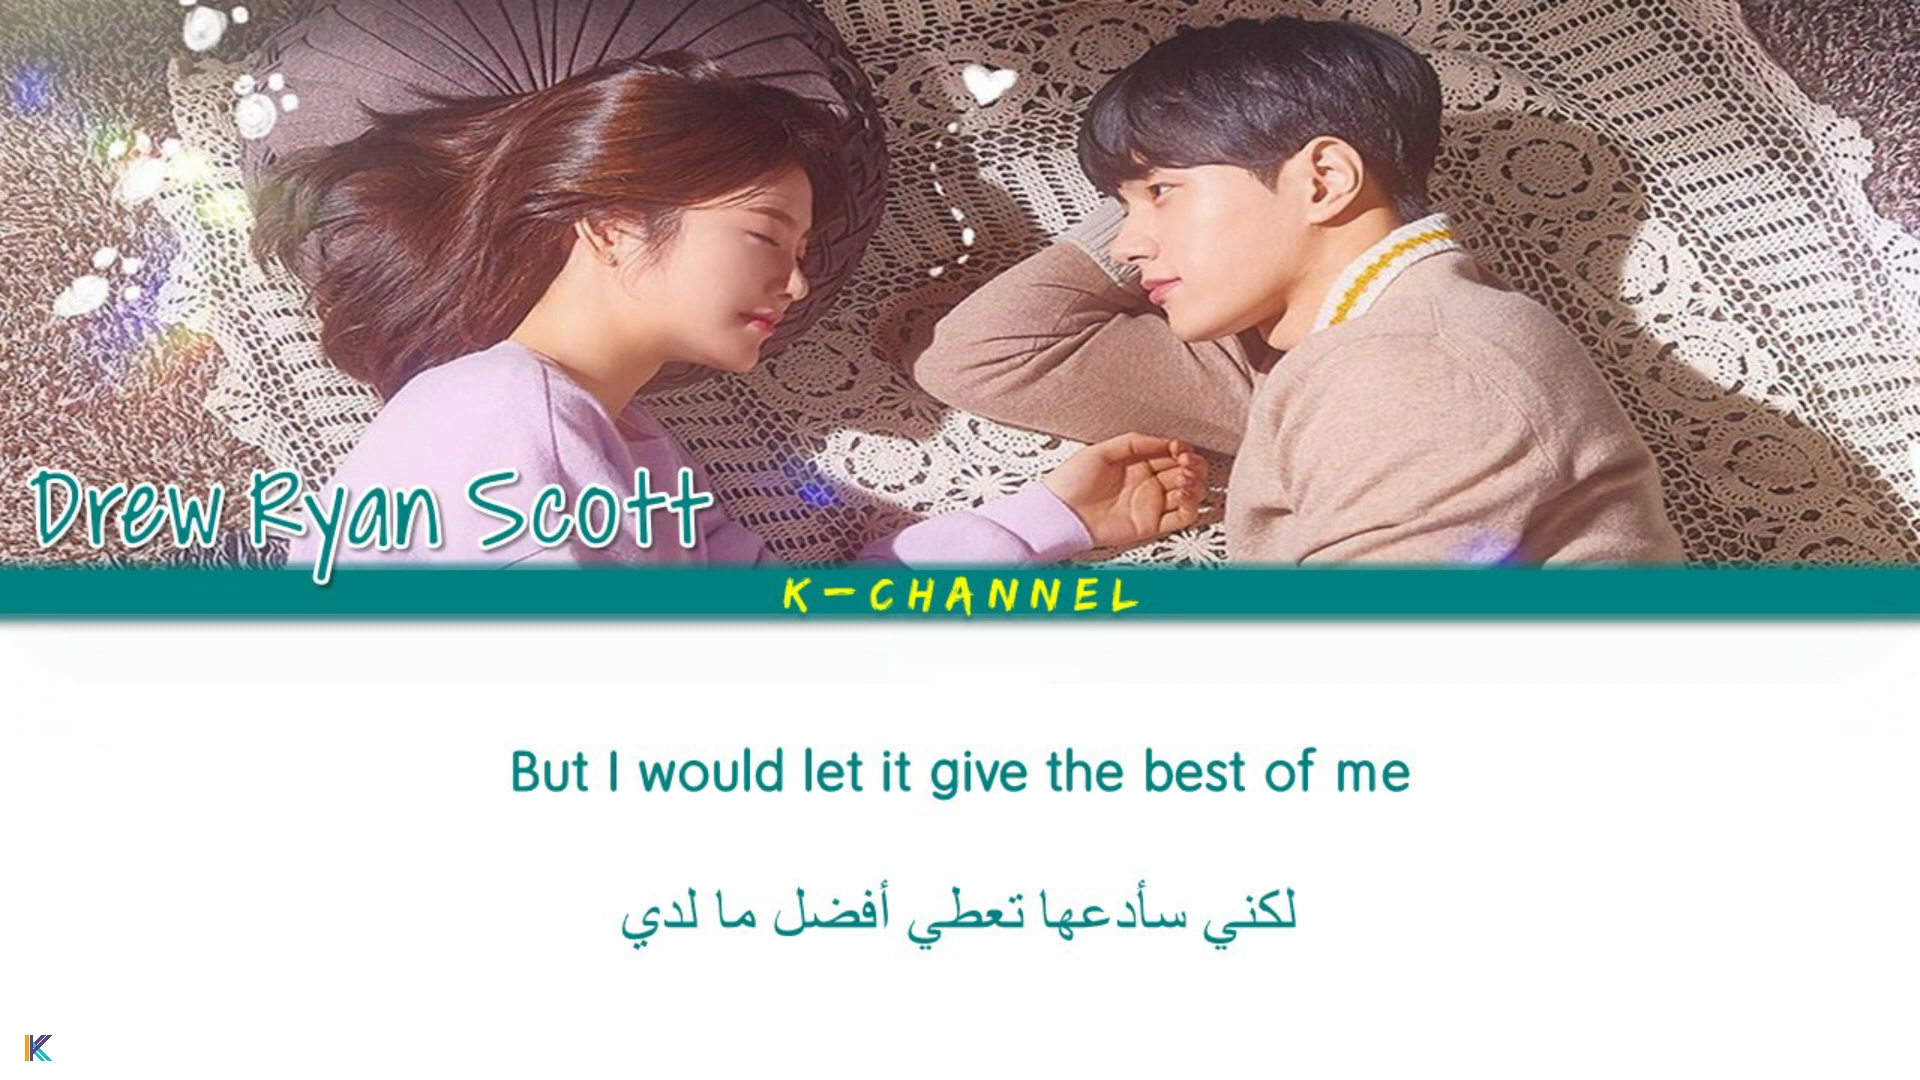 Drew Ryan Scott
K-CHANNEL
But I would let it give the best of me
لكني سأدعها تعطي أفضل ما لدي
K